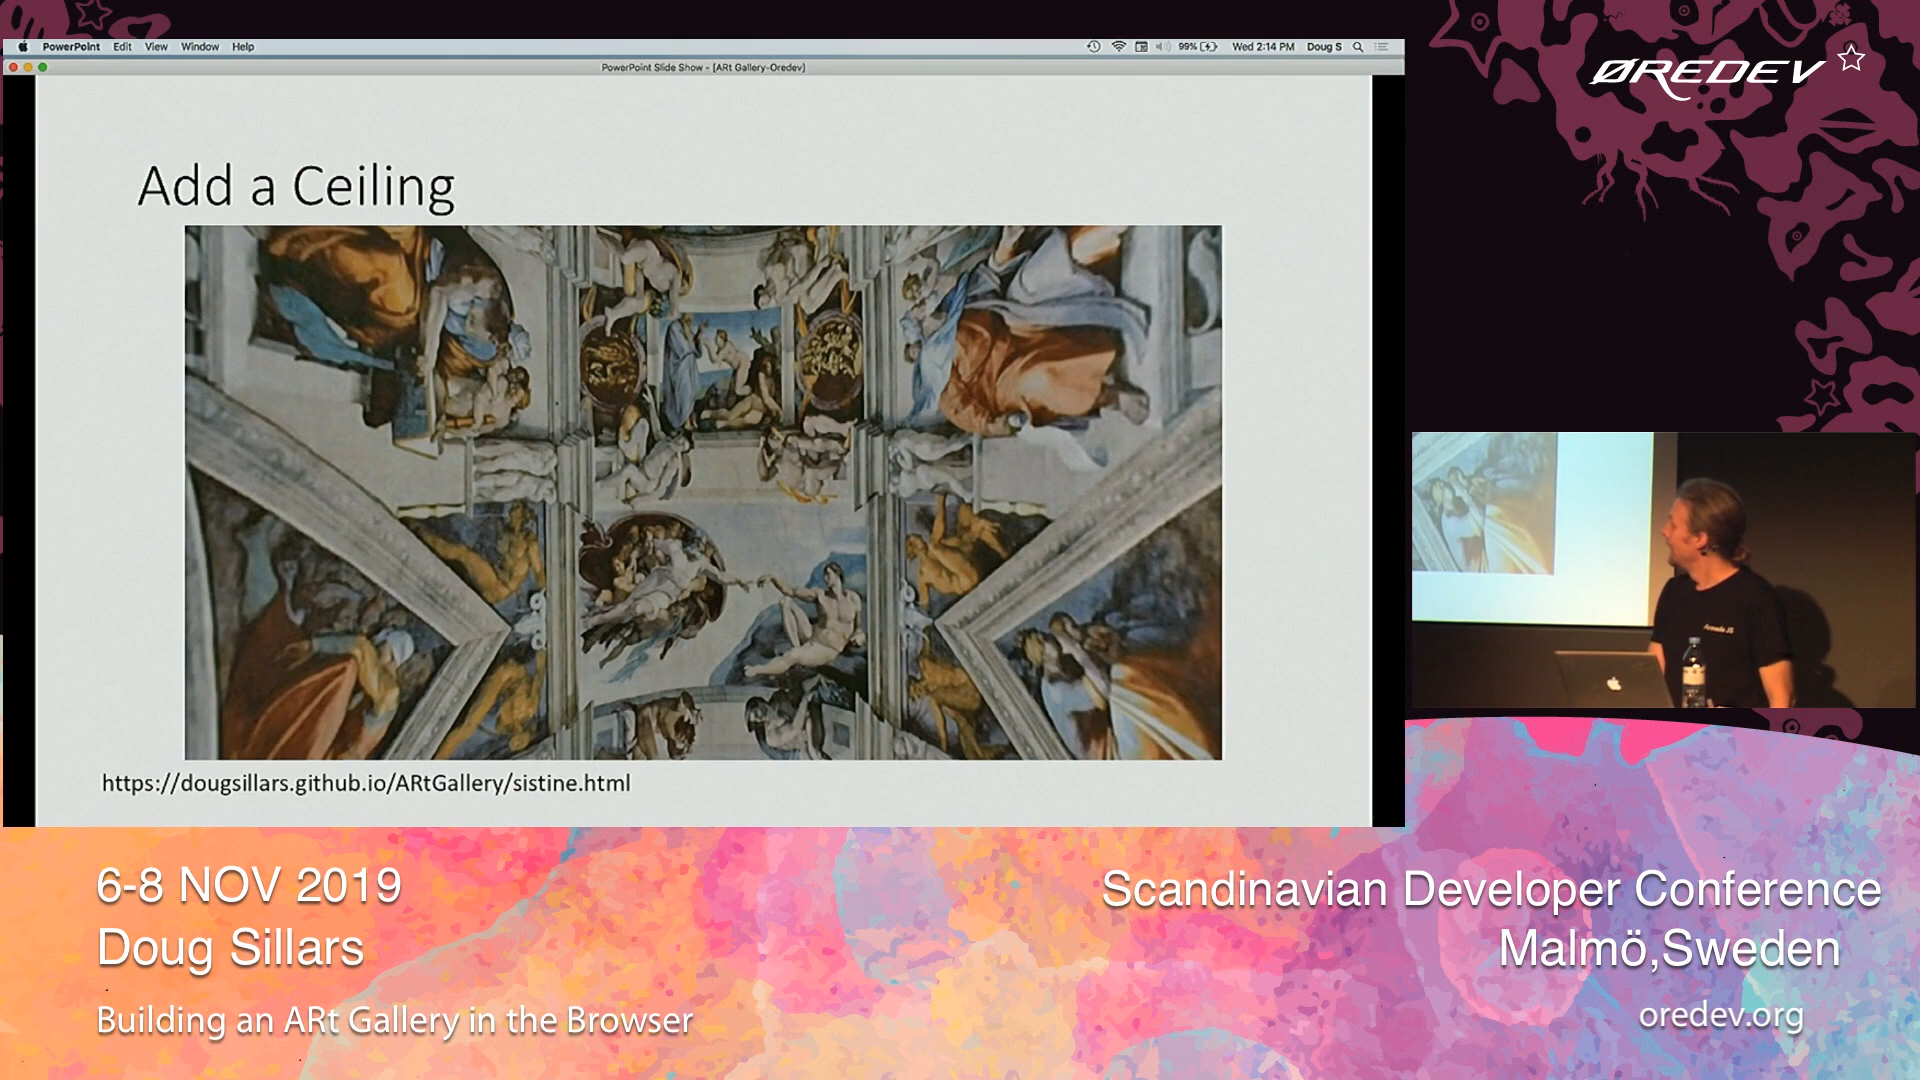 PowerPoint Edit View Window Help
99% Wed 2:14 PM Doug S
PowerPoint Slide Show - [ARt Gallery-Oredev]
ØREDEV
Add a Ceiling
https://dougsillars.github.io/ARtGallery/sistine.html
6-8 NOV 2019
Doug Sillars
Building an ARt Gallery in the Browser
Scandinavian Developer Conference
Malmö,Sweden
oredev.org